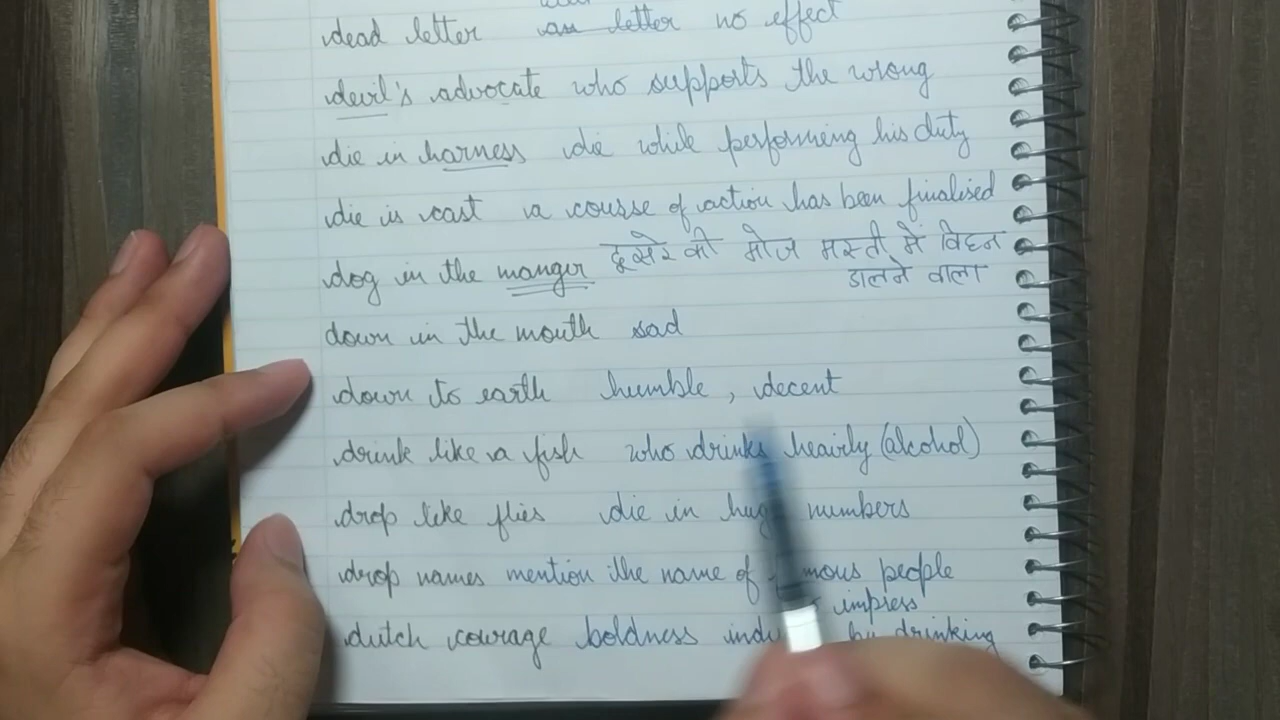 dead letter letter no effect
devil's advocate who supports the wrong
die in harness die while performing his duty
die is cast a course of action has been finalised
dog in the manger दूसरे की मौज मस्ती में विघ्न
डालने वाला
down in the mouth sad
down to earth humble, decent
drink like a fish who drinks heavily (alcohol)
drop like flies die in numbers
drop names mention the name of people
impress
dutch courage boldness by drinking